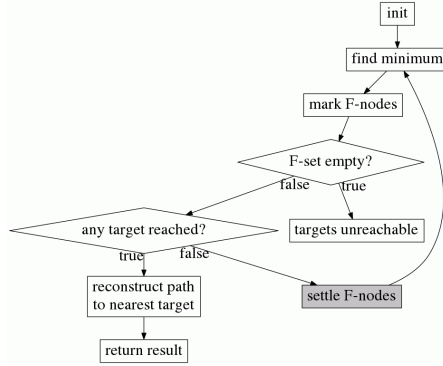 init
find minimum
mark F-nodes
F-set empty?
false
true
any target reached?
targets unreachable
true
false
reconstruct path
to nearest target
settle F-nodes
return result